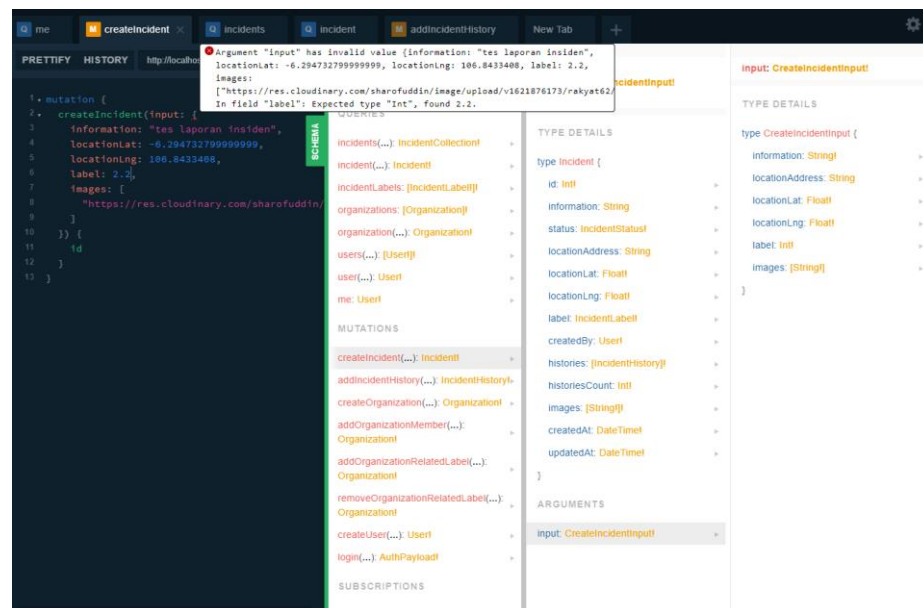 Q me
M createIncident ×
Q incidents
Q incident
M addIncidentHistory
New Tab
+
PRETTIFY HISTORY http://localhos
Argument "input" has invalid value {information: "tes laporan insiden",
locationLat: -6.294732799999999, locationLng: 106.8433408, label: 2.2,
images:
["https://res.cloudinary.com/sharofuddin/image/upload/v1621876173/rakyat62/
In field "label": Expected type "Int", found 2.2.
1 mutation {
2 createIncident(input: {
3 information: "tes laporan insiden",
4 locationLat: -6.294732799999999,
5 locationLng: 106.8433408,
6 label: 2.2,
7 images: [
8 "https://res.cloudinary.com/sharofuddin/
9 ]
10 }) {
11 id
12 }
13 }
SCHEMA
QUERIES
incidents(...): IncidentCollection!
incident(...): Incident!
incidentLabels: [IncidentLabel!]!
organizations: [Organization]!
organization(...): Organization!
users(...): [User!]!
user(...): User!
me: User!
MUTATIONS
createIncident(...): Incident!
addIncidentHistory(...): IncidentHistory!
createOrganization(...): Organization!
addOrganizationMember(...):
Organization!
addOrganizationRelatedLabel(...):
Organization!
removeOrganizationRelatedLabel(...):
Organization!
createUser(...): User!
login(...): AuthPayload!
SUBSCRIPTIONS
ncidentInput!
TYPE DETAILS
type Incident {
id: Int!
information: String
status: IncidentStatus!
locationAddress: String
locationLat: Float!
locationLng: Float!
label: IncidentLabel!
createdBy: User!
histories: [IncidentHistory]!
historiesCount: Int!
images: [String!]!
createdAt: DateTime!
updatedAt: DateTime!
}
ARGUMENTS
input: CreateIncidentInput!
input: CreateIncidentInput!
TYPE DETAILS
type CreateIncidentInput {
information: String!
locationAddress: String
locationLat: Float!
locationLng: Float!
label: Int!
images: [String!]
}